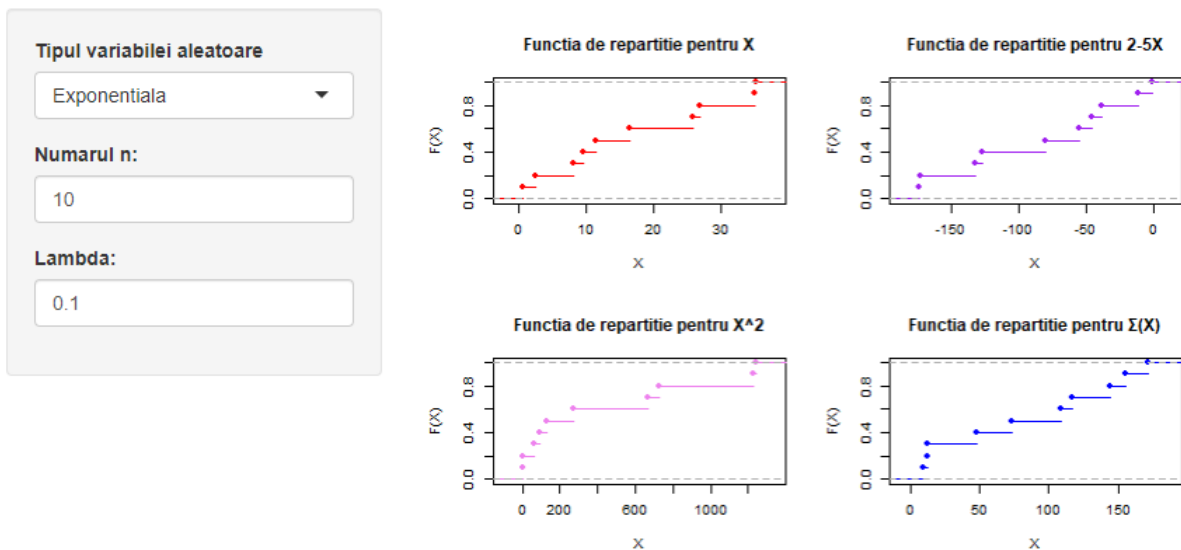 Tipul variabilei aleatoare
Exponentiala
Numarul n:
10
Lambda:
0.1
Functia de repartitie pentru X
F(X)
0.0 0.4 0.8
0 10 20 30
X
Functia de repartitie pentru 2-5X
F(X)
0.0 0.4 0.8
-150 -100 -50 0
X
Functia de repartitie pentru X^2
F(X)
0.0 0.4 0.8
0 200 600 1000
X
Functia de repartitie pentru Σ(X)
F(X)
0.0 0.4 0.8
0 50 100 150
X